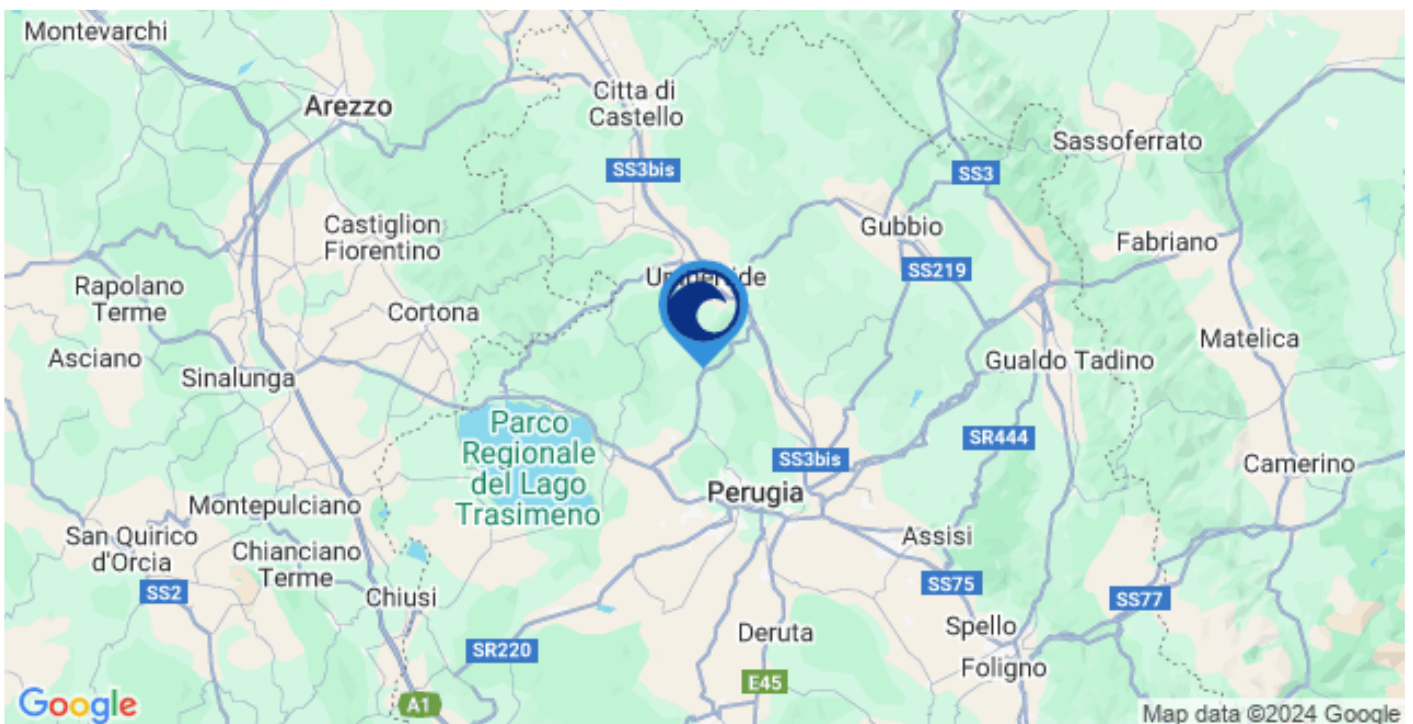 Montevarchi
Arezzo
Citta di
Castello
Sassoferrato
SS3bis
SS3
Castiglion
Fiorentino
Gubbio
Fabriano
SS219
Rapolano
Terme
Cortona
Matelica
Asciano
Sinalunga
Gualdo Tadino
Parco
Regionale
del Lago
Trasimeno
SR444
SS3bis
Camerino
Perugia
Montepulciano
San Quirico
d'Orcia
Chianciano
Terme
Assisi
SS2
Chiusi
SS75
SS77
Deruta
Spello
SR220
Foligno
E45
A1
Google
Map data ©2024 Google